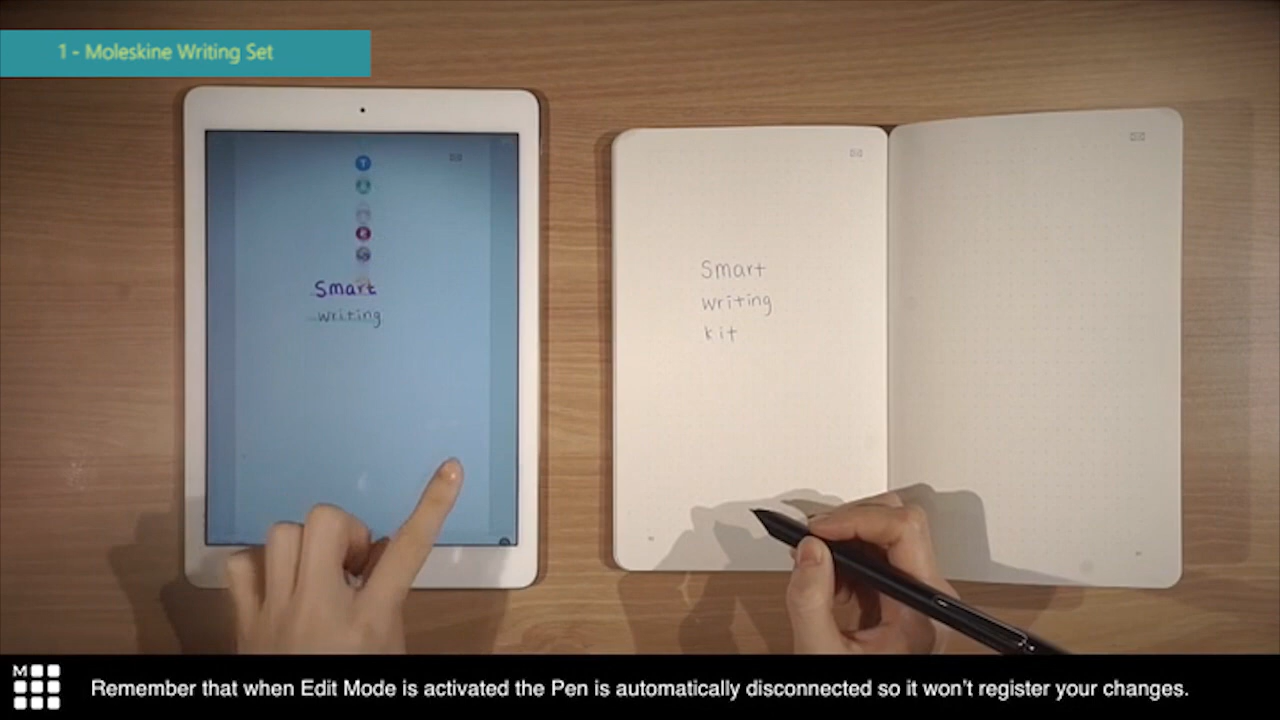 1 - Moleskine Writing Set
Smart
writing
Smart
writing
kit
M
Remember that when Edit Mode is activated the Pen is automatically disconnected so it won't register your changes.